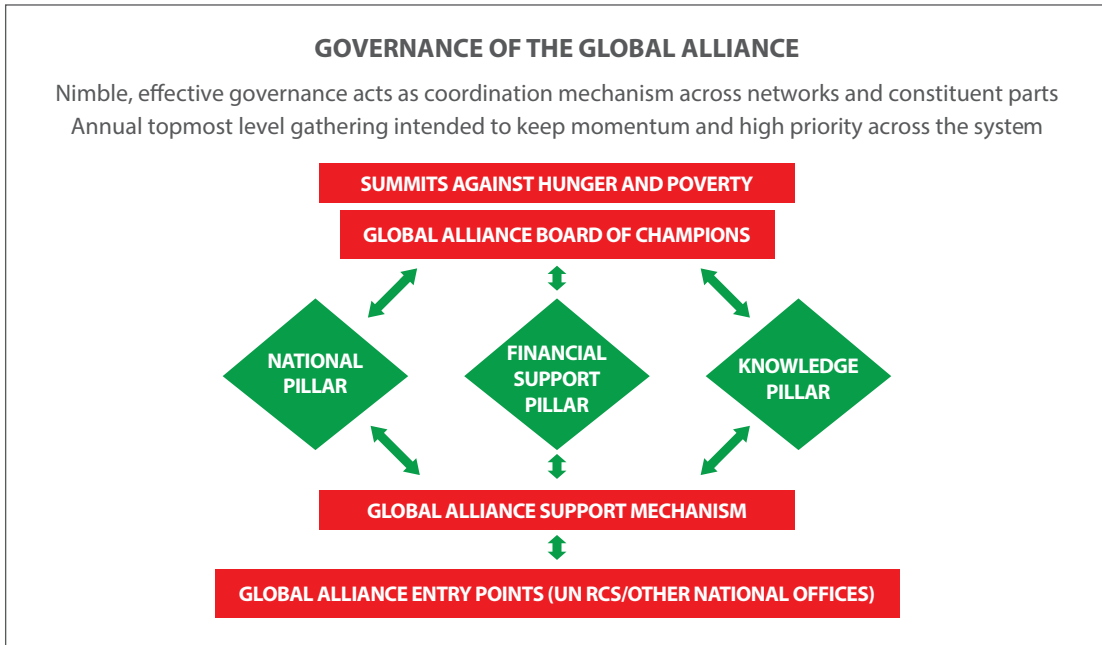 GOVERNANCE OF THE GLOBAL ALLIANCE
Nimble, effective governance acts as coordination mechanism across networks and constituent parts
Annual topmost level gathering intended to keep momentum and high priority across the system
SUMMITS AGAINST HUNGER AND POVERTY
GLOBAL ALLIANCE BOARD OF CHAMPIONS
NATIONAL
PILLAR
FINANCIAL
SUPPORT
PILLAR
KNOWLEDGE
PILLAR
GLOBAL ALLIANCE SUPPORT MECHANISM
GLOBAL ALLIANCE ENTRY POINTS (UN RCS/OTHER NATIONAL OFFICES)